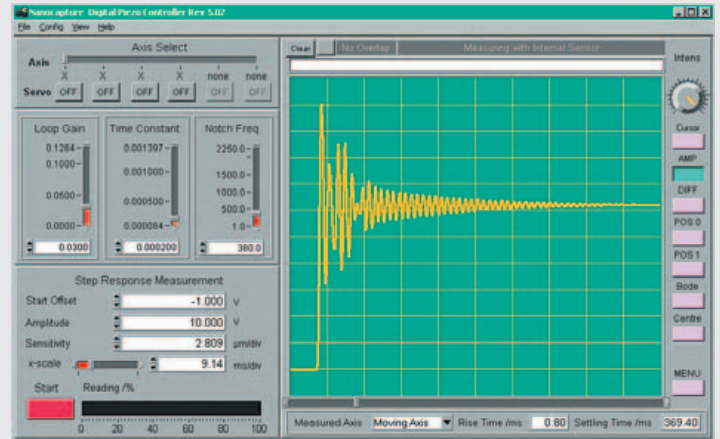 Nanocapture Digital Piezo Controller Rev 5.02
File Config View Help
Axis Select
Axis
X X X X none none
Servo OFF OFF OFF OFF OFF OFF
Loop Gain
0.1264
0.1000
0.0500
0.0000
0.0300
Time Constant
0.001397
0.001000
0.000500
0.000084
0.000200
Notch Freq
2250.0
1500.0
1000.0
500.0
1.0
380.0
Step Response Measurement
Start Offset -1.000 V
Amplitude 10.000 V
Sensitivity 2.809 µm/div
x-scale 9.14 ms/div
Start Reading /%
0 20 40 60 80 100
Clear No Overlap Measuring with Internal Sensor
Measured Axis Moving Axis Rise Time /ms 0.80 Settling Time /ms 369.40
Intens
Cursor
AMP
DIFF
POS 0
POS 1
Bode
Centre
MENU